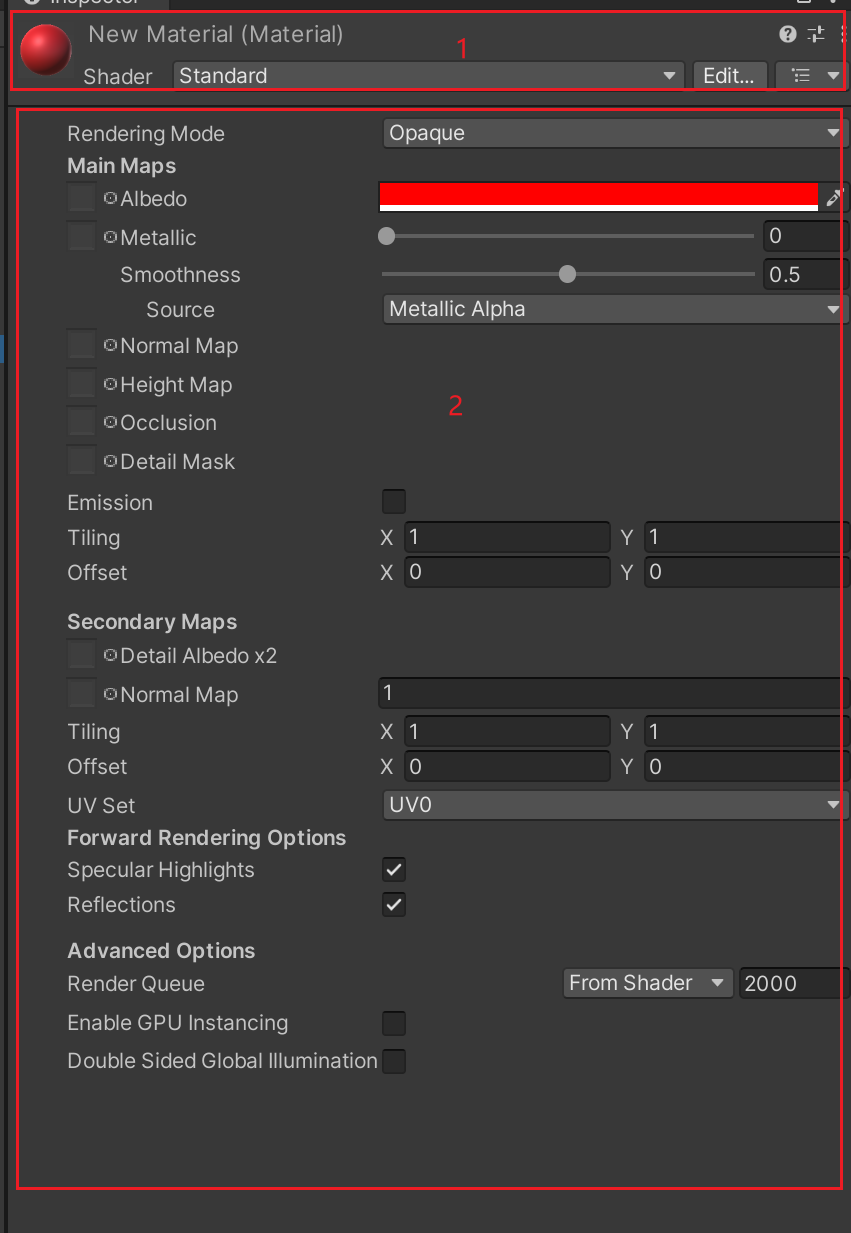 Inspector
New Material (Material)
1
Shader Standard Edit...
Rendering Mode Opaque
Main Maps
Albedo
Metallic 0
Smoothness 0.5
Source Metallic Alpha
Normal Map
Height Map
2
Occlusion
Detail Mask
Emission
Tiling X 1 Y 1
Offset X 0 Y 0
Secondary Maps
Detail Albedo x2
Normal Map 1
Tiling X 1 Y 1
Offset X 0 Y 0
UV Set UV0
Forward Rendering Options
Specular Highlights
Reflections
Advanced Options
Render Queue From Shader 2000
Enable GPU Instancing
Double Sided Global Illumination